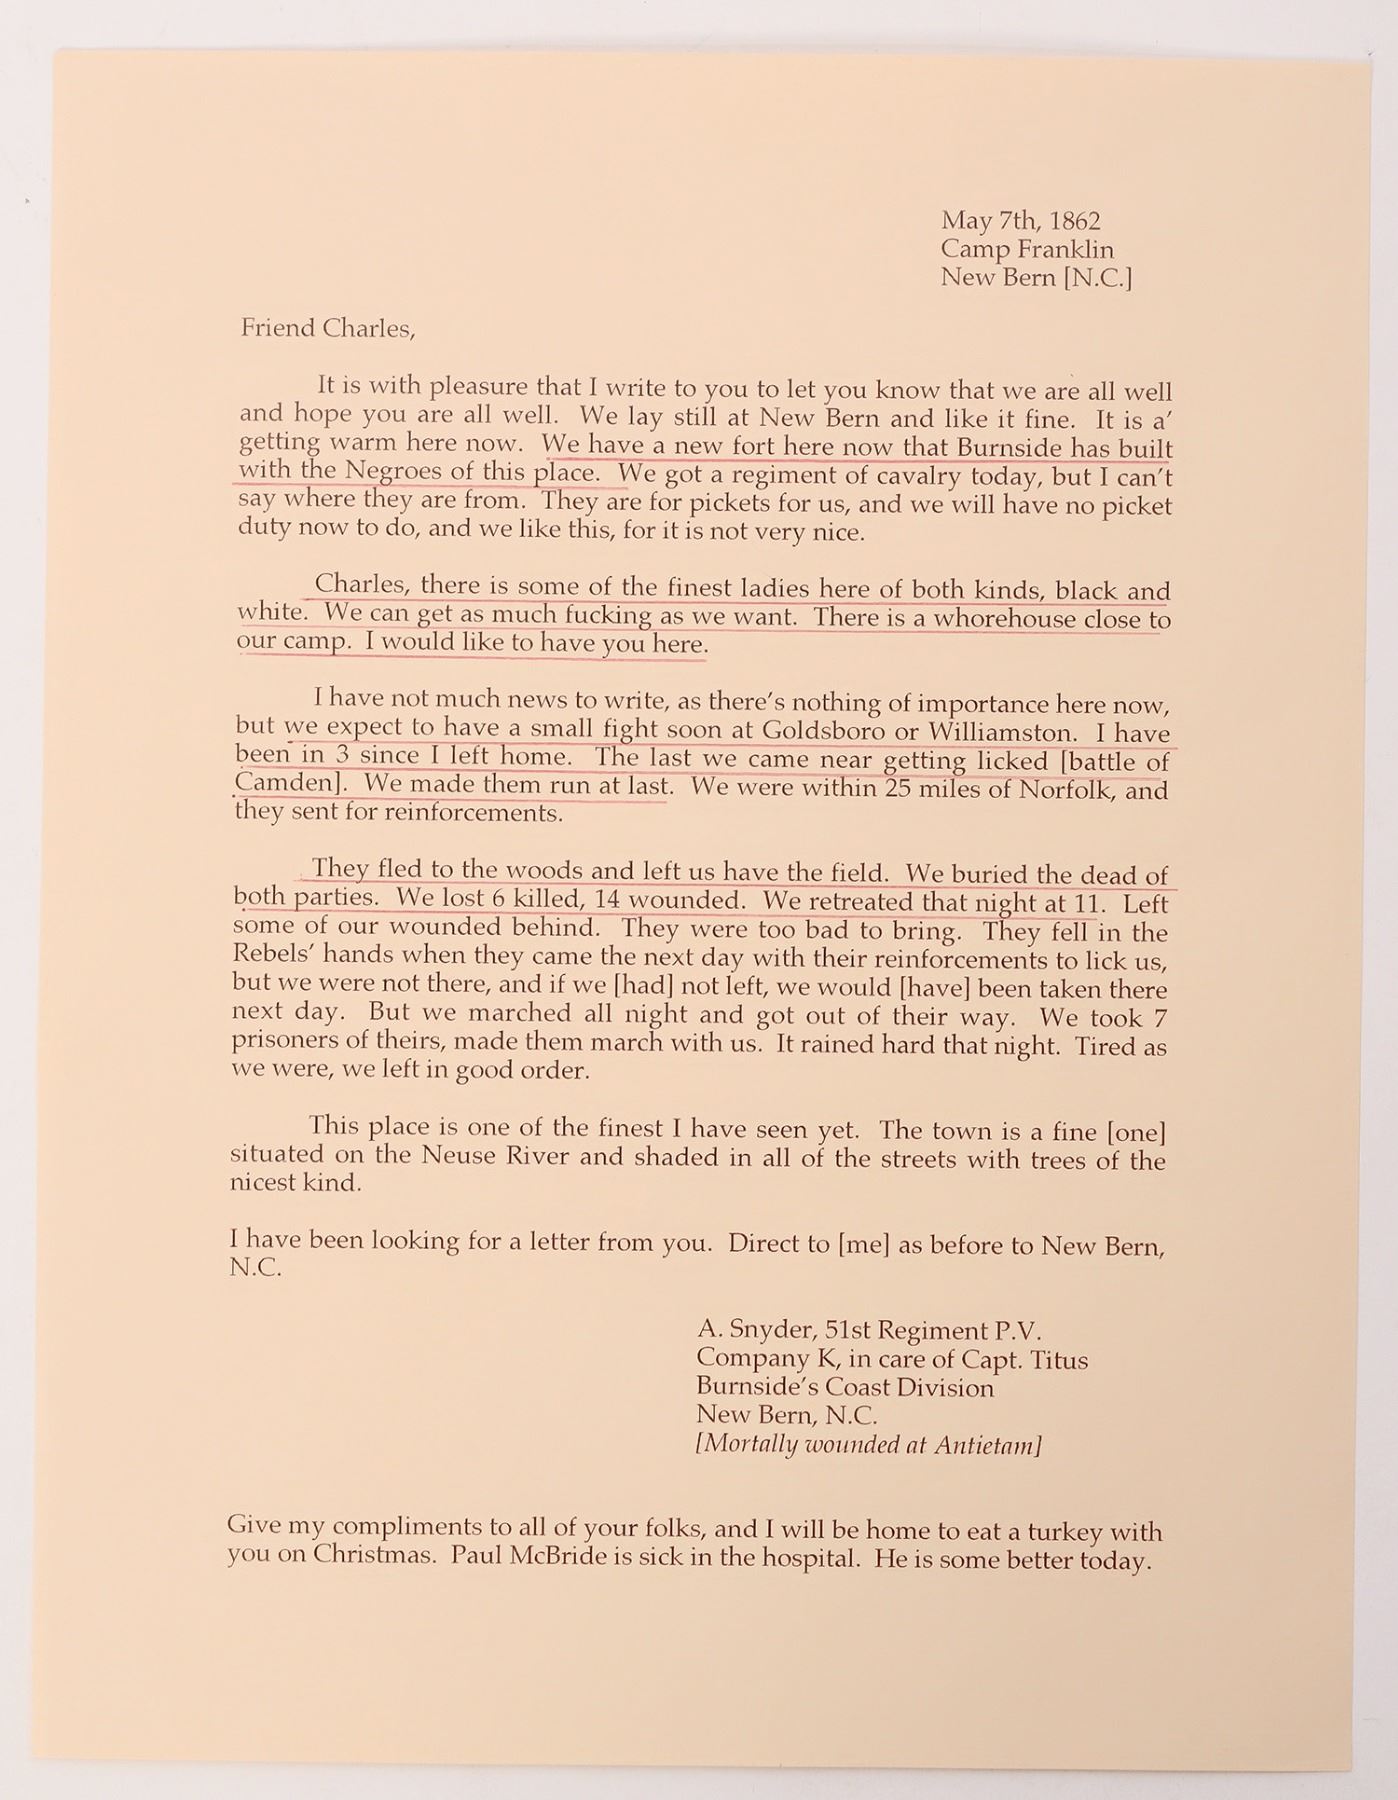 May 7th, 1862
Camp Franklin
New Bern [N.C.]
Friend Charles,
It is with pleasure that I write to you to let you know that we are all well
and hope you are all well. We lay still at New Bern and like it fine. It is a'
getting warm here now. We have a new fort here now that Burnside has built
with the Negroes of this place. We got a regiment of cavalry today, but I can't
say where they are from. They are for pickets for us, and we will have no picket
duty now to do, and we like this, for it is not very nice.
Charles, there is some of the finest ladies here of both kinds, black and
white. We can get as much fucking as we want. There is a whorehouse close to
our camp. I would like to have you here.
I have not much news to write, as there's nothing of importance here now,
but we expect to have a small fight soon at Goldsboro or Williamston. I have
been in 3 since I left home. The last we came near getting licked [battle of
Camden]. We made them run at last. We were within 25 miles of Norfolk, and
they sent for reinforcements.
They fled to the woods and left us have the field. We buried the dead of
both parties. We lost 6 killed, 14 wounded. We retreated that night at 11. Left
some of our wounded behind. They were too bad to bring. They fell in the
Rebels' hands when they came the next day with their reinforcements to lick us,
but we were not there, and if we [had] not left, we would [have] been taken there
next day. But we marched all night and got out of their way. We took 7
prisoners of theirs, made them march with us. It rained hard that night. Tired as
we were, we left in good order.
This place is one of the finest I have seen yet. The town is a fine [one]
situated on the Neuse River and shaded in all of the streets with trees of the
nicest kind.
I have been looking for a letter from you. Direct to [me] as before to New Bern,
N.C.
A. Snyder, 51st Regiment P.V.
Company K, in care of Capt. Titus
Burnside's Coast Division
New Bern, N.C.
[Mortally wounded at Antietam]
Give my compliments to all of your folks, and I will be home to eat a turkey with
you on Christmas. Paul McBride is sick in the hospital. He is some better today.